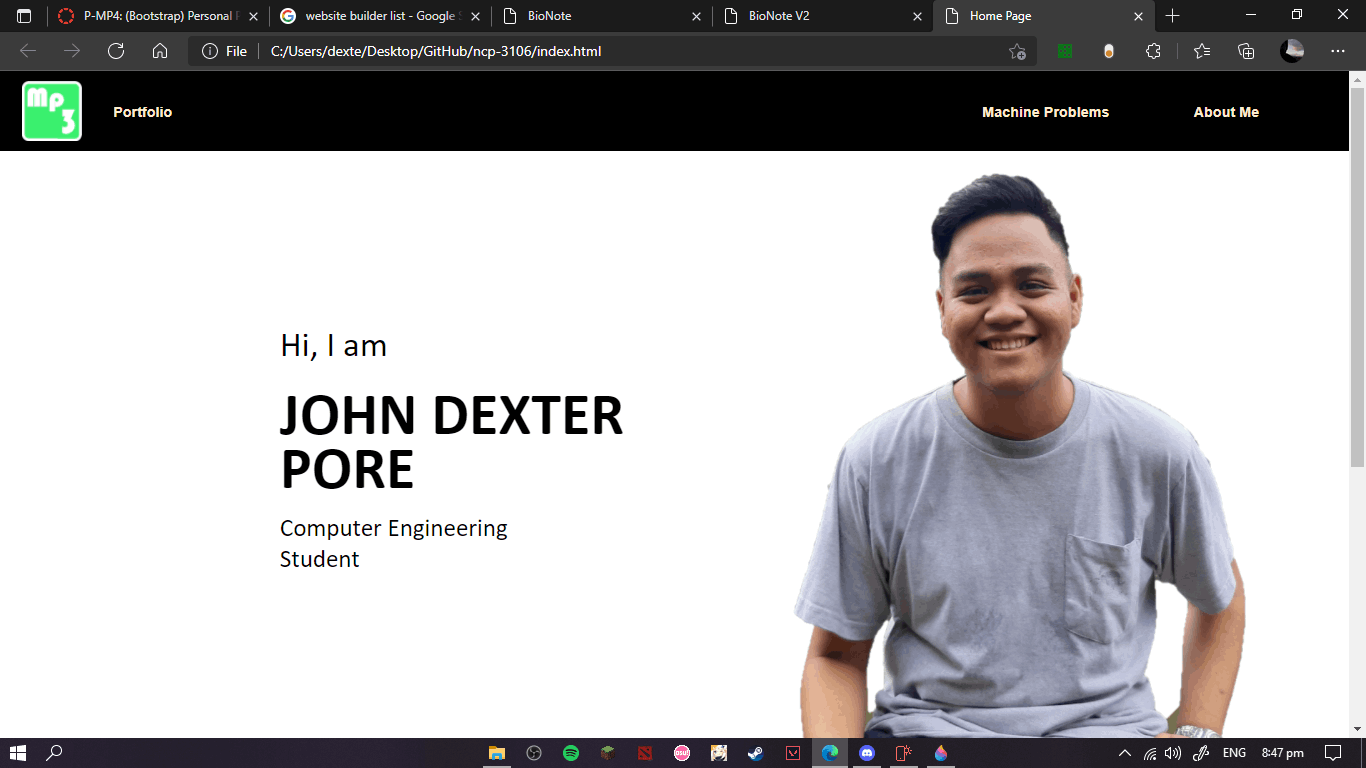 P-MP4: (Bootstrap) Personal P
website builder list - Google S
BioNote
BioNote V2
Home Page
File
C:/Users/dexte/Desktop/GitHub/ncp-3106/index.html
mp
3
Portfolio
Machine Problems
About Me
Hi, I am
JOHN DEXTER
PORE
Computer Engineering
Student
osu!
ENG
8:47 pm